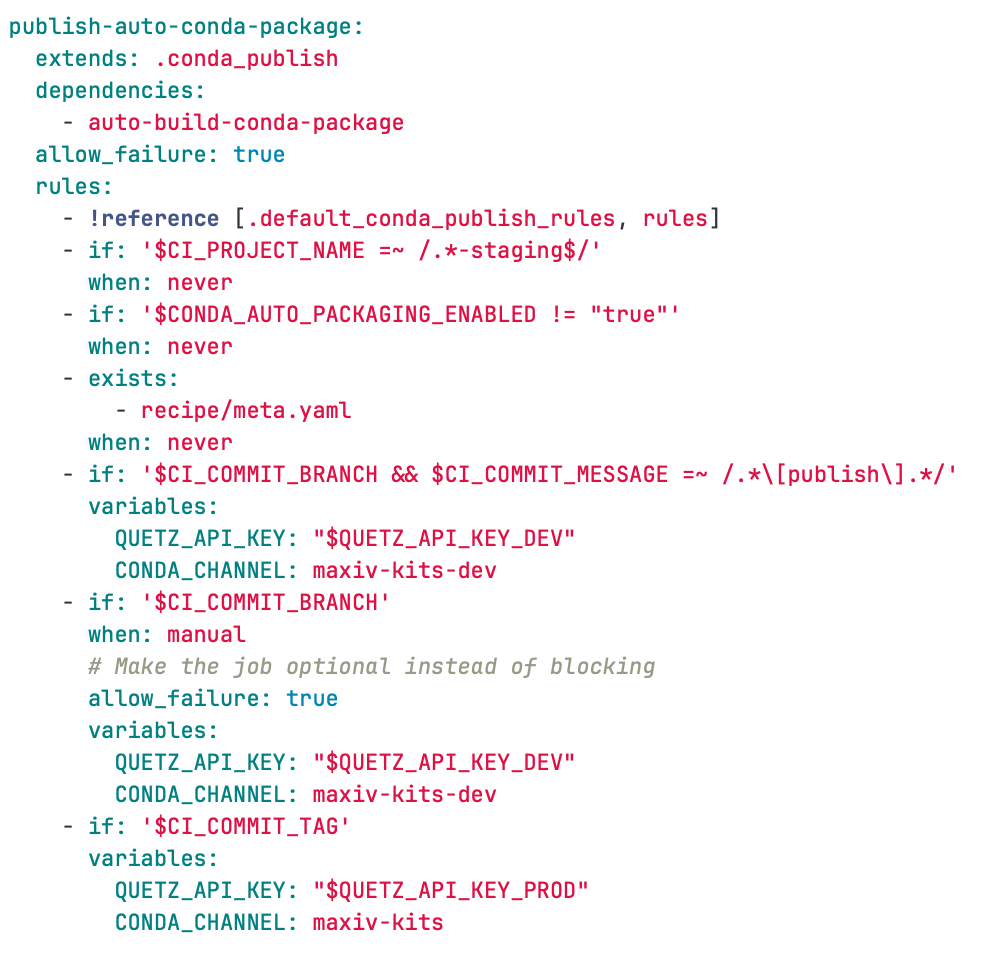 publish-auto-conda-package:
  extends: .conda_publish
  dependencies:
    - auto-build-conda-package
  allow_failure: true
  rules:
    - !reference [.default_conda_publish_rules, rules]
    - if: '$CI_PROJECT_NAME =~ /.*-staging$/'
      when: never
    - if: '$CONDA_AUTO_PACKAGING_ENABLED != "true"'
      when: never
    - exists:
        - recipe/meta.yaml
      when: never
    - if: '$CI_COMMIT_BRANCH && $CI_COMMIT_MESSAGE =~ /.*\[publish\].*/'
      variables:
        QUETZ_API_KEY: "$QUETZ_API_KEY_DEV"
        CONDA_CHANNEL: maxiv-kits-dev
    - if: '$CI_COMMIT_BRANCH'
      when: manual
      # Make the job optional instead of blocking
      allow_failure: true
      variables:
        QUETZ_API_KEY: "$QUETZ_API_KEY_DEV"
        CONDA_CHANNEL: maxiv-kits-dev
    - if: '$CI_COMMIT_TAG'
      variables:
        QUETZ_API_KEY: "$QUETZ_API_KEY_PROD"
        CONDA_CHANNEL: maxiv-kits